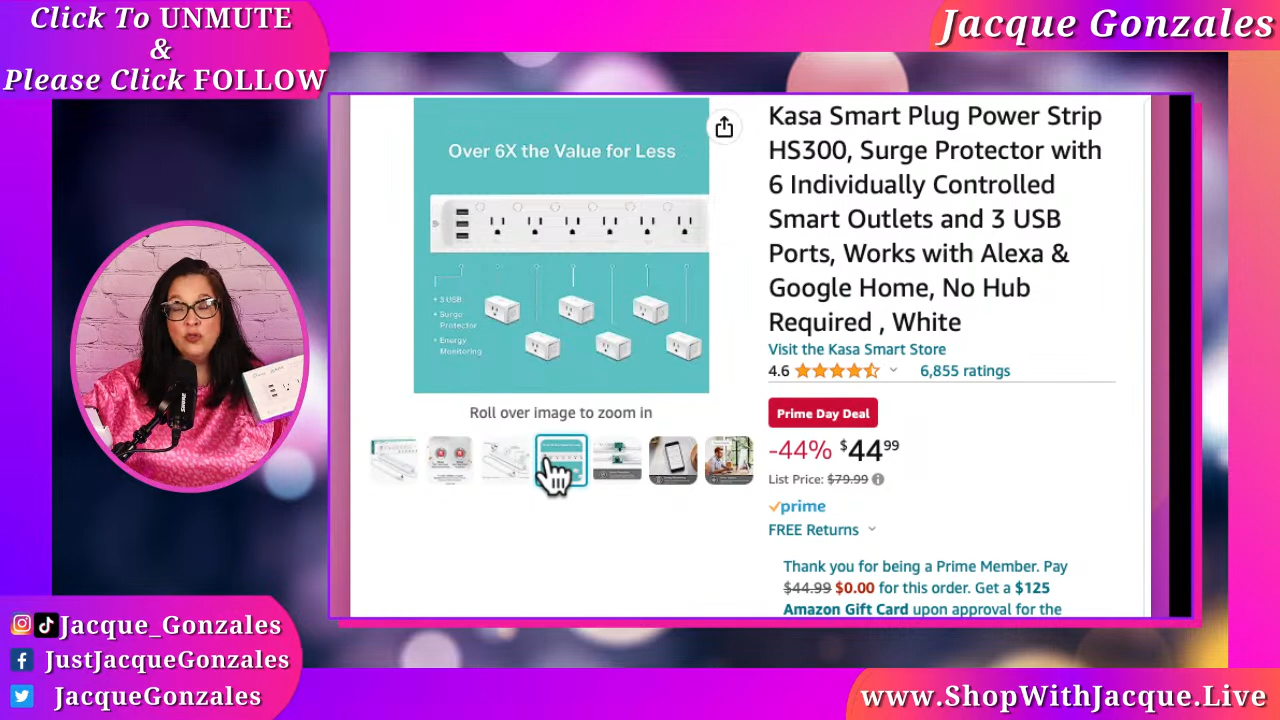 Click To UNMUTE
&
Please Click FOLLOW
Jacque Gonzales
Over 6X the Value for Less
• 3 USB
• Surge
Protector
• Energy
Monitoring
Roll over image to zoom in
Kasa Smart Plug Power Strip
HS300, Surge Protector with
6 Individually Controlled
Smart Outlets and 3 USB
Ports, Works with Alexa &
Google Home, No Hub
Required , White
Visit the Kasa Smart Store
4.6 6,855 ratings
Prime Day Deal
-44% $44 99
List Price: $79.99
prime
FREE Returns
Thank you for being a Prime Member. Pay
$44.99 $0.00 for this order. Get a $125
Amazon Gift Card upon approval for the
SHURE
Jacque_Gonzales
JustJacqueGonzales
JacqueGonzales
www.ShopWithJacque.Live